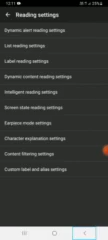 12:11
25%
Reading settings
Dynamic alert reading settings
List reading settings
Label reading settings
Dynamic content reading settings
Intelligent reading settings
Screen state reading settings
Earpiece mode settings
Character explanation settings
Content filtering settings
Custom label and alias settings